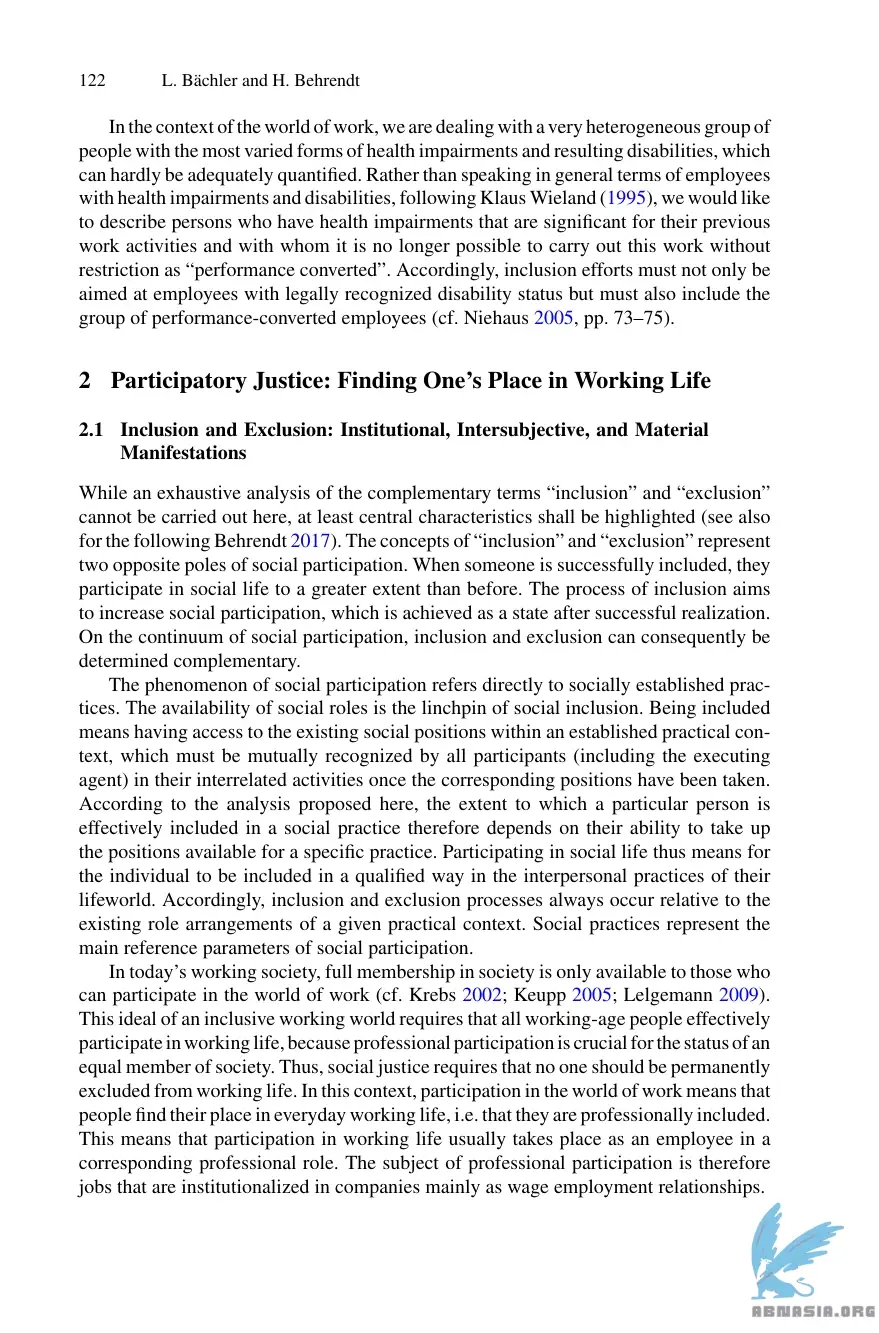 122 L. Bächler and H. Behrendt
In the context of the world of work, we are dealing with a very heterogeneous group of
people with the most varied forms of health impairments and resulting disabilities, which
can hardly be adequately quantified. Rather than speaking in general terms of employees
with health impairments and disabilities, following Klaus Wieland (1995), we would like
to describe persons who have health impairments that are significant for their previous
work activities and with whom it is no longer possible to carry out this work without
restriction as “performance converted”. Accordingly, inclusion efforts must not only be
aimed at employees with legally recognized disability status but must also include the
group of performance-converted employees (cf. Niehaus 2005, pp. 73–75).
2 Participatory Justice: Finding One’s Place in Working Life
2.1 Inclusion and Exclusion: Institutional, Intersubjective, and Material
Manifestations
While an exhaustive analysis of the complementary terms “inclusion” and “exclusion”
cannot be carried out here, at least central characteristics shall be highlighted (see also
for the following Behrendt 2017). The concepts of “inclusion” and “exclusion” represent
two opposite poles of social participation. When someone is successfully included, they
participate in social life to a greater extent than before. The process of inclusion aims
to increase social participation, which is achieved as a state after successful realization.
On the continuum of social participation, inclusion and exclusion can consequently be
determined complementary.
The phenomenon of social participation refers directly to socially established prac-
tices. The availability of social roles is the linchpin of social inclusion. Being included
means having access to the existing social positions within an established practical con-
text, which must be mutually recognized by all participants (including the executing
agent) in their interrelated activities once the corresponding positions have been taken.
According to the analysis proposed here, the extent to which a particular person is
effectively included in a social practice therefore depends on their ability to take up
the positions available for a specific practice. Participating in social life thus means for
the individual to be included in a qualified way in the interpersonal practices of their
lifeworld. Accordingly, inclusion and exclusion processes always occur relative to the
existing role arrangements of a given practical context. Social practices represent the
main reference parameters of social participation.
In today’s working society, full membership in society is only available to those who
can participate in the world of work (cf. Krebs 2002; Keupp 2005; Lelgemann 2009).
This ideal of an inclusive working world requires that all working-age people effectively
participate in working life, because professional participation is crucial for the status of an
equal member of society. Thus, social justice requires that no one should be permanently
excluded from working life. In this context, participation in the world of work means that
people find their place in everyday working life, i.e. that they are professionally included.
This means that participation in working life usually takes place as an employee in a
corresponding professional role. The subject of professional participation is therefore
jobs that are institutionalized in companies mainly as wage employment relationships.
ABNASIA.ORG